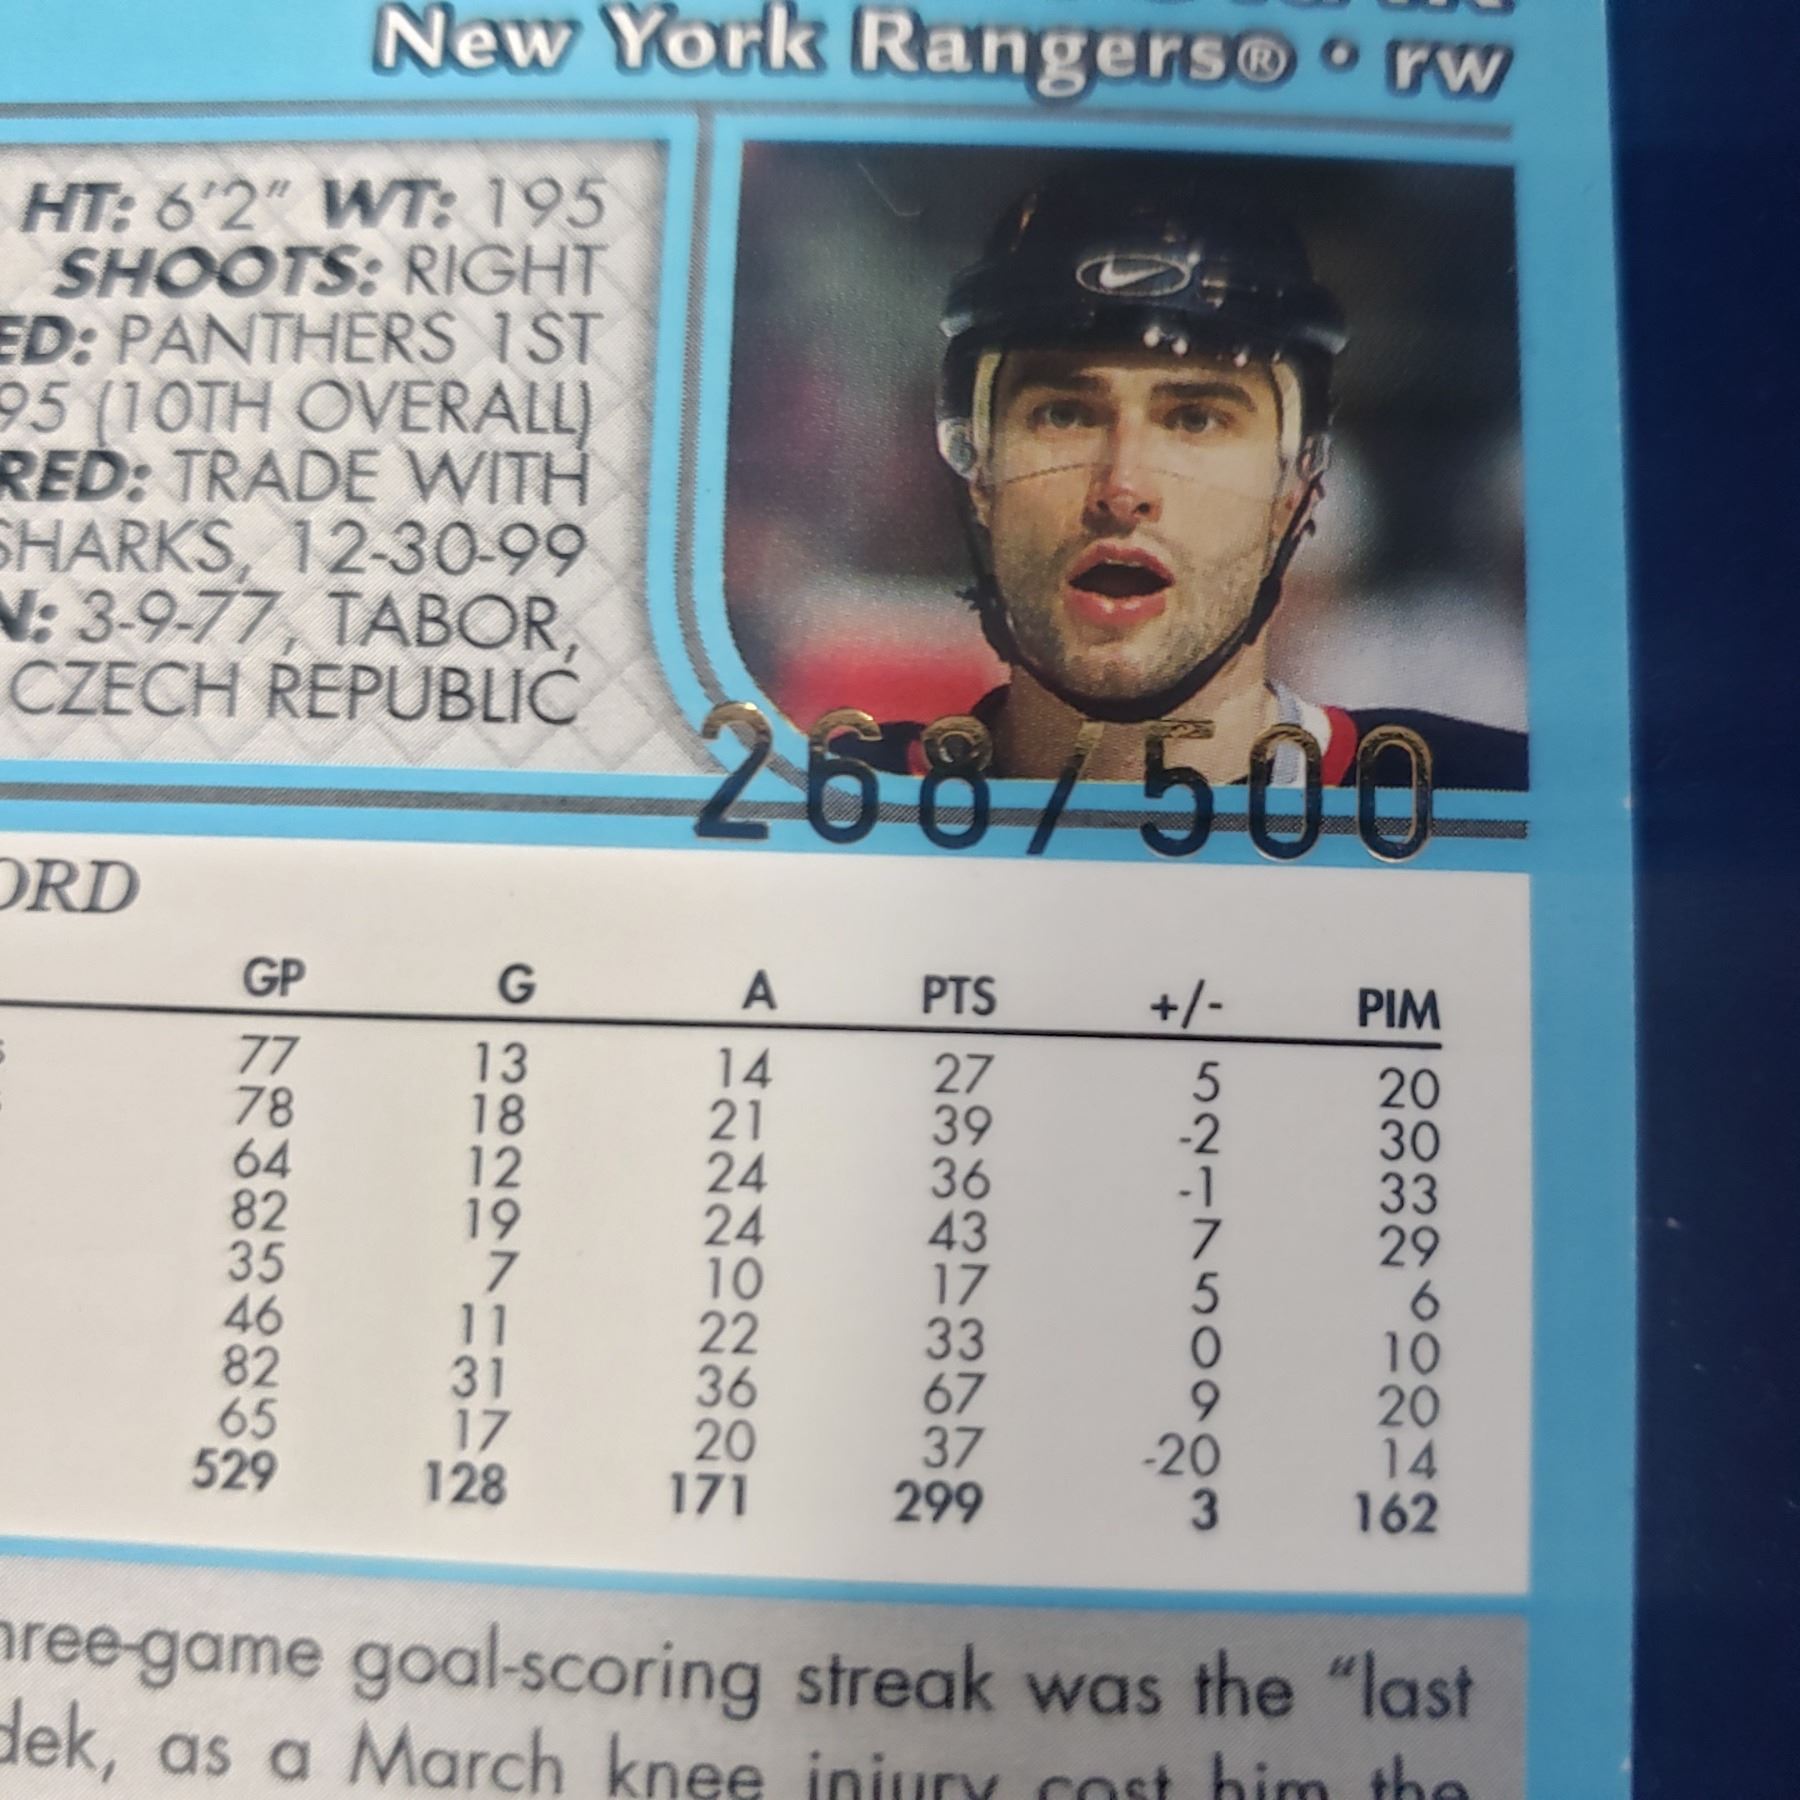 New York Rangers® • rw
HT: 6'2" WT: 195
SHOOTS: RIGHT
ED: PANTHERS 1ST
95 (10TH OVERALL)
RED: TRADE WITH
SHARKS, 12-30-99
N: 3-9-77, TABOR,
CZECH REPUBLIC
268/500
ORD
GP G A PTS +/- PIM
77 13 14 27 5 20
78 18 21 39 -2 30
64 12 24 36 -1 33
82 19 24 43 7 29
35 7 10 17 5 6
46 11 22 33 0 10
82 31 36 67 9 20
65 17 20 37 -20 14
529 128 171 299 3 162
hree-game goal-scoring streak was the "last
dek, as a March knee injury cost him the